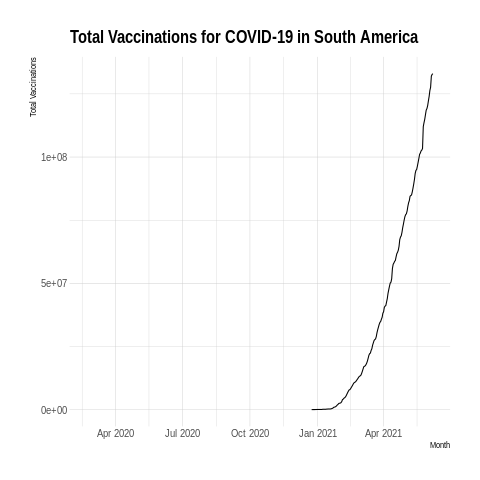 Total Vaccinations for COVID-19 in South America
Total Vaccinations
1e+08
5e+07
0e+00
Apr 2020
Jul 2020
Oct 2020
Jan 2021
Apr 2021
Month